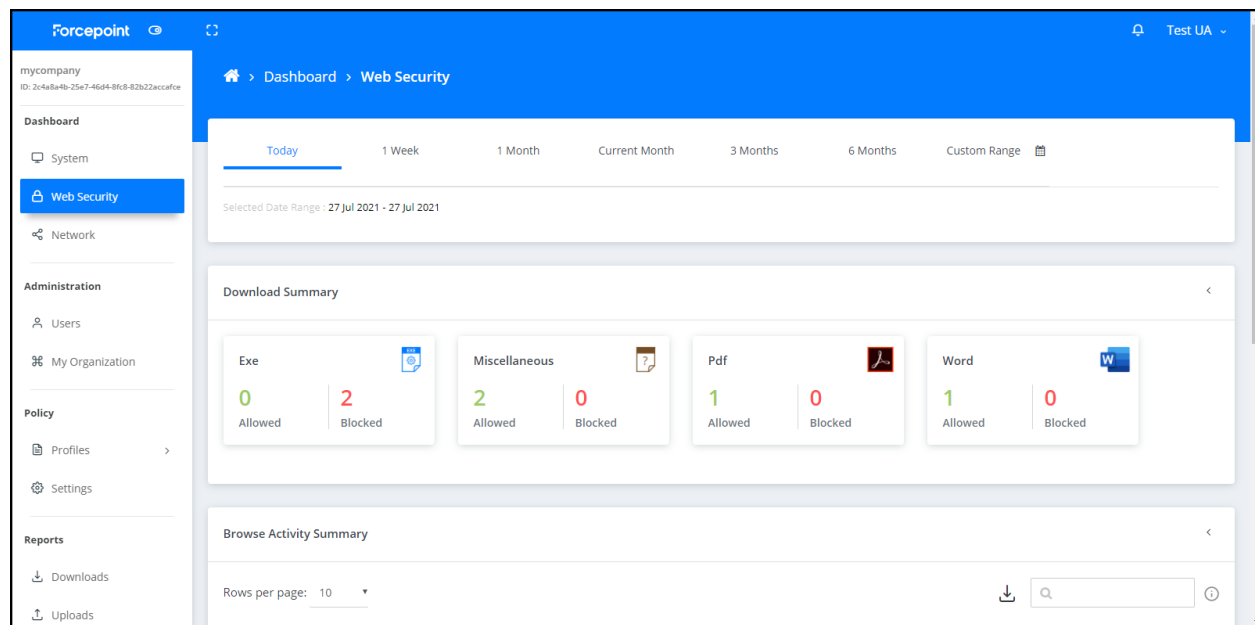 Forcepoint
Test UA
mycompany
ID: 2c4a8a4b-25e7-46d4-8fc8-82b22accafce
Dashboard > Web Security
Dashboard
System
Web Security
Network
Administration
Users
My Organization
Policy
Profiles
Settings
Reports
Downloads
Uploads
Today 1 Week 1 Month Current Month 3 Months 6 Months Custom Range
Selected Date Range : 27 Jul 2021 - 27 Jul 2021
Download Summary
Exe
EXE
0 2
Allowed Blocked
Miscellaneous
?
2 0
Allowed Blocked
Pdf
1 0
Allowed Blocked
Word
W
1 0
Allowed Blocked
Browse Activity Summary
Rows per page: 10